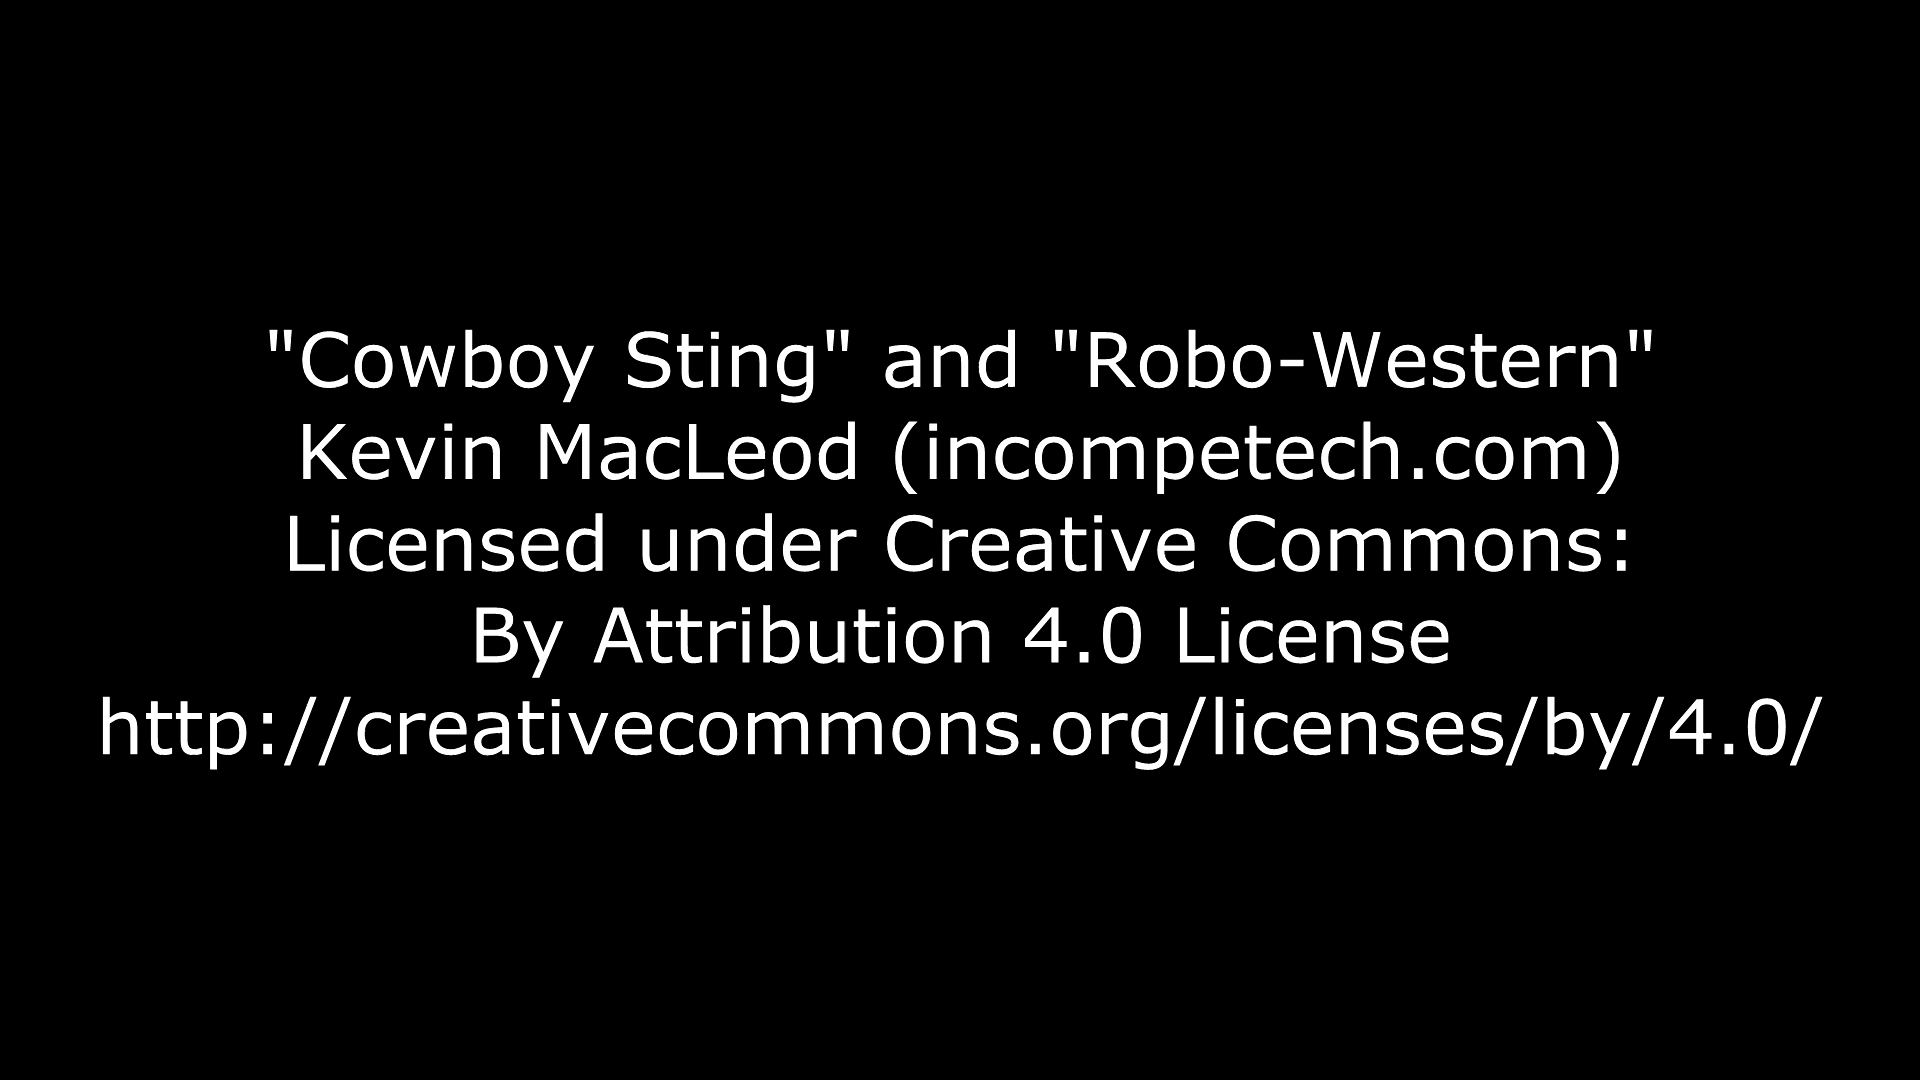 "Cowboy Sting" and "Robo-Western"
Kevin MacLeod (incompetech.com)
Licensed under Creative Commons:
By Attribution 4.0 License
http://creativecommons.org/licenses/by/4.0/